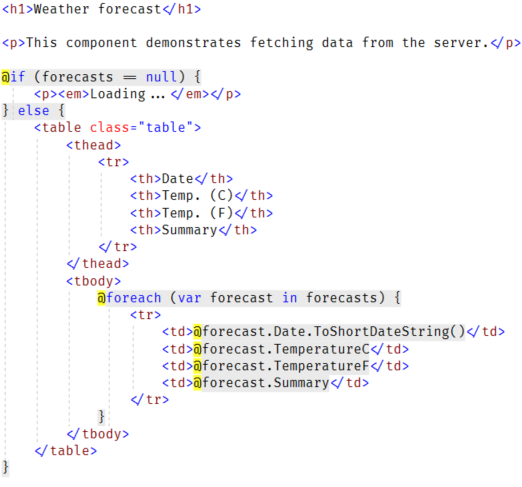 <h1>Weather forecast</h1>
<p>This component demonstrates fetching data from the server.</p>
@if (forecasts == null) {
    <p><em>Loading...</em></p>
} else {
    <table class="table">
        <thead>
            <tr>
                <th>Date</th>
                <th>Temp. (C)</th>
                <th>Temp. (F)</th>
                <th>Summary</th>
            </tr>
        </thead>
        <tbody>
            @foreach (var forecast in forecasts) {
                <tr>
                    <td>@forecast.Date.ToShortDateString()</td>
                    <td>@forecast.TemperatureC</td>
                    <td>@forecast.TemperatureF</td>
                    <td>@forecast.Summary</td>
                </tr>
            }
        </tbody>
    </table>
}